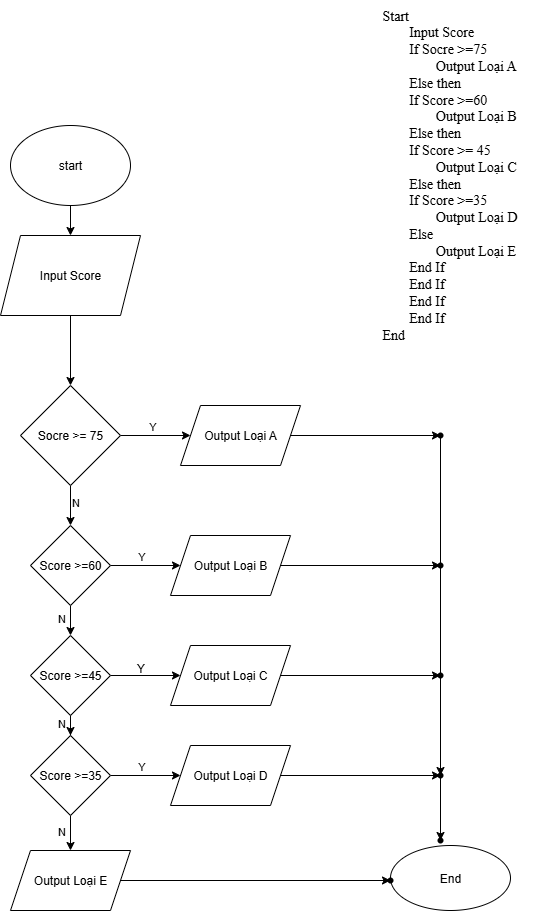 Start
Input Score
If Socre >=75
Output Loại A
Else then
If Score >=60
Output Loại B
Else then
If Score >= 45
Output Loại C
Else then
If Score >=35
Output Loại D
Else
Output Loại E
End If
End If
End If
End If
End
start
Input Score
Socre >= 75
Y
Output Loại A
N
Score >=60
Y
Output Loại B
N
Score >=45
Y
Output Loại C
N
Score >=35
Y
Output Loại D
N
Output Loại E
End